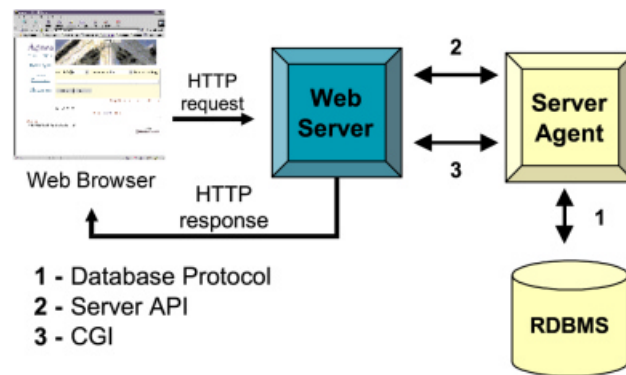 HTTP
request
Web
Server
2
3
Server
Agent
Web Browser
HTTP
response
1
RDBMS
1 - Database Protocol
2 - Server API
3 - CGI